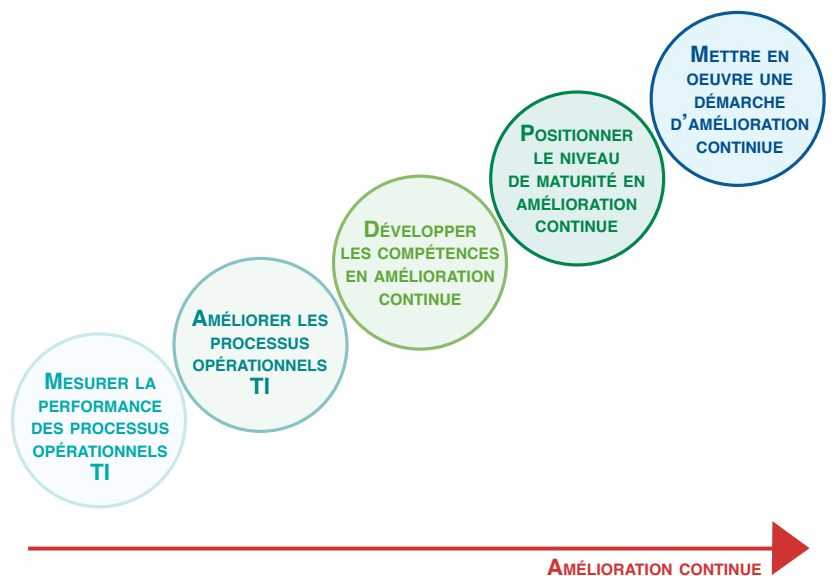 Mesurer la
performance
des processus
opérationnels
TI
Améliorer les
processus
opérationnels
TI
Développer
les compétences
en amélioration
continue
Positionner
le niveau
de maturité en
amélioration
continue
Mettre en
oeuvre une
démarche
d'amélioration
continiue
Amélioration continue